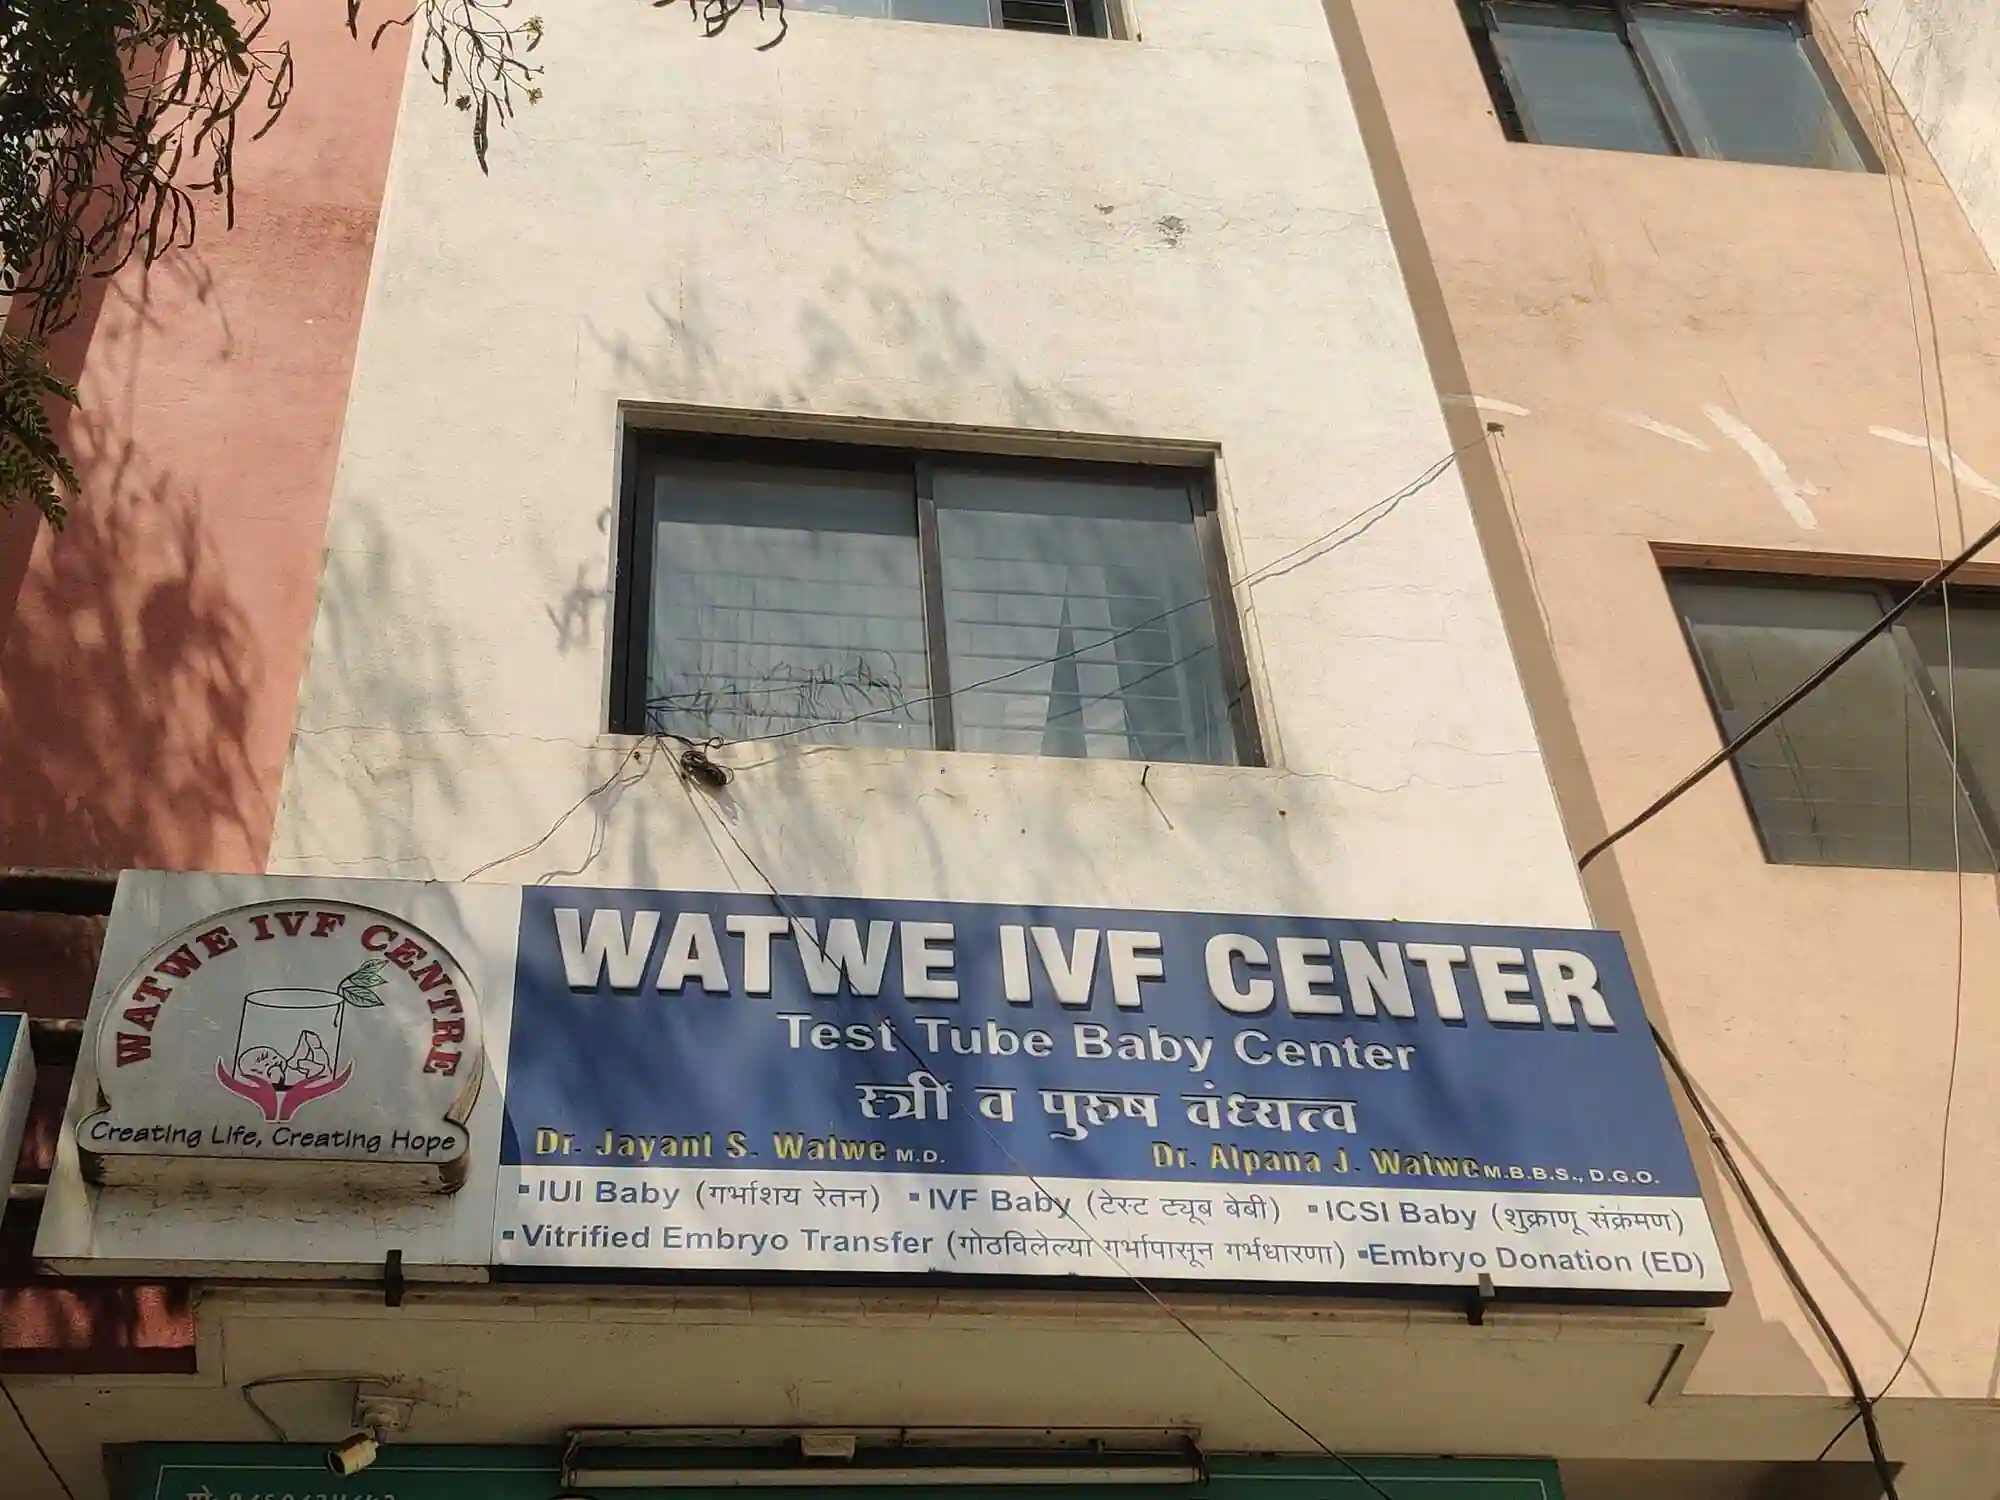 WATWE IVF CENTRE
Creating Life, Creating Hope
WATWE IVF CENTER
Test Tube Baby Center
स्त्री व पुरुष वंध्यत्व
Dr. Jayant S. Watwe M.D.
Dr. Alpana J. Watwe M.B.B.S., D.G.O.
▪IUI Baby (गर्भाशय रेतन) ▪IVF Baby (टेस्ट ट्यूब बेबी) ▪ICSI Baby (शुक्राणू संक्रमण)
▪Vitrified Embryo Transfer (गोठविलेल्या गर्भापासून गर्भधारणा) ▪Embryo Donation (ED)